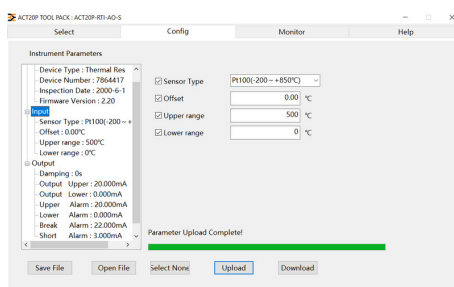 ACT20P TOOL PACK : ACT20P-RTI-AO-S
Select Config Monitor Help
Instrument Parameters
Device Type : Thermal Res
Device Number : 7864417
Inspection Date : 2000-6-1
Firmware Version : 2.20
Input
Sensor Type : Pt100(-200~+
Offset : 0.00℃
Upper range : 500℃
Lower range : 0℃
Output
Damping : 0s
Output Upper : 20.000mA
Output Lower : 0.000mA
Upper Alarm : 20.000mA
Lower Alarm : 0.000mA
Break Alarm : 22.000mA
Short Alarm : 3.000mA
Sensor Type Pt100(-200~+850℃)
Offset 0.00 ℃
Upper range 500 ℃
Lower range 0 ℃
Parameter Upload Complete!
Save File Open File Select None Upload Download